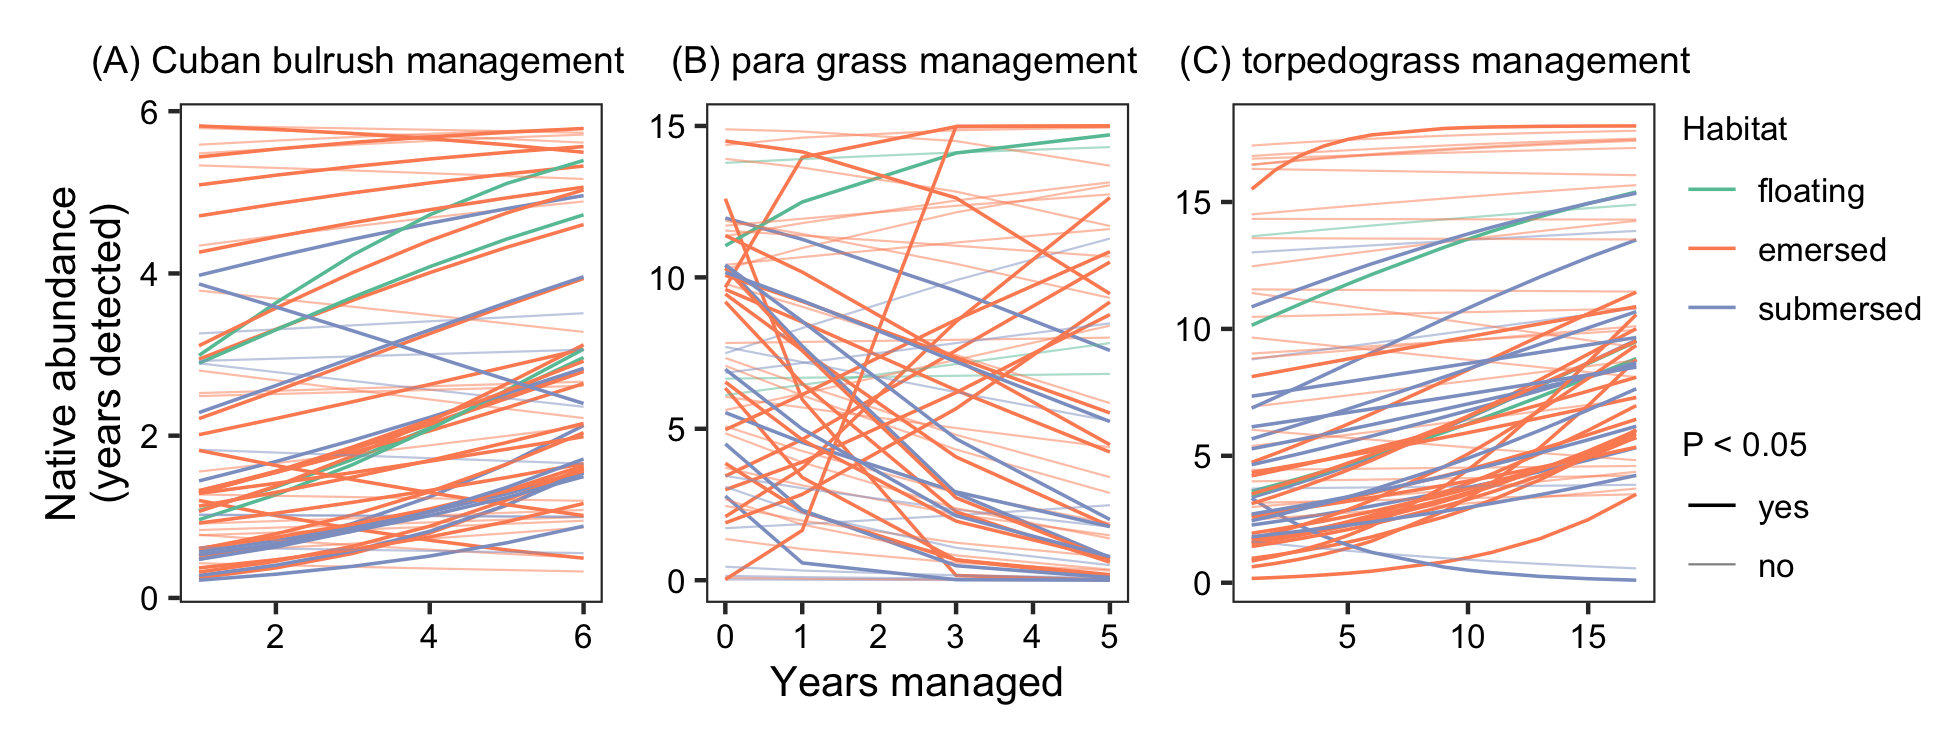 (A) Cuban bulrush management
(B) para grass management
(C) torpedograss management
Native abundance
(years detected)
6
4
2
0
2
4
6
15
10
5
0
0
1
2
3
4
5
15
10
5
0
5
10
15
Years managed
Habitat
floating
emersed
submersed
P < 0.05
yes
no